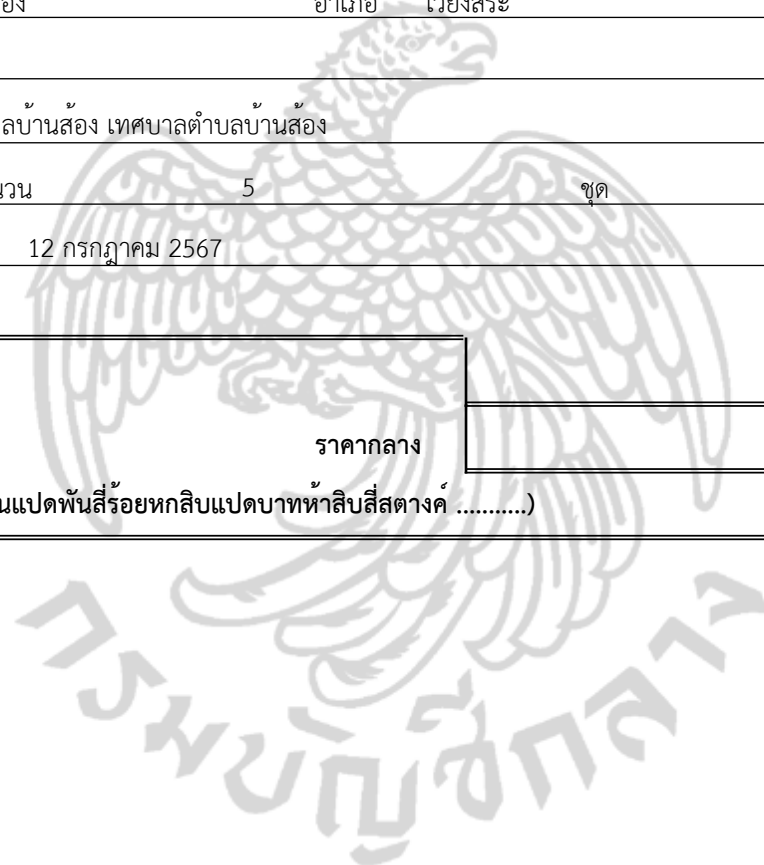 อง อำเภอ เวียงสระ
ลบ้านส้อง เทศบาลตำบลบ้านส้อง
นวน 5 ชุด
12 กรกฎาคม 2567
ราคากลาง
นแปดพันสี่ร้อยหกสิบแปดบาทห้าสิบสี่สตางค์ ..........)
กรมบัญชีกลาง